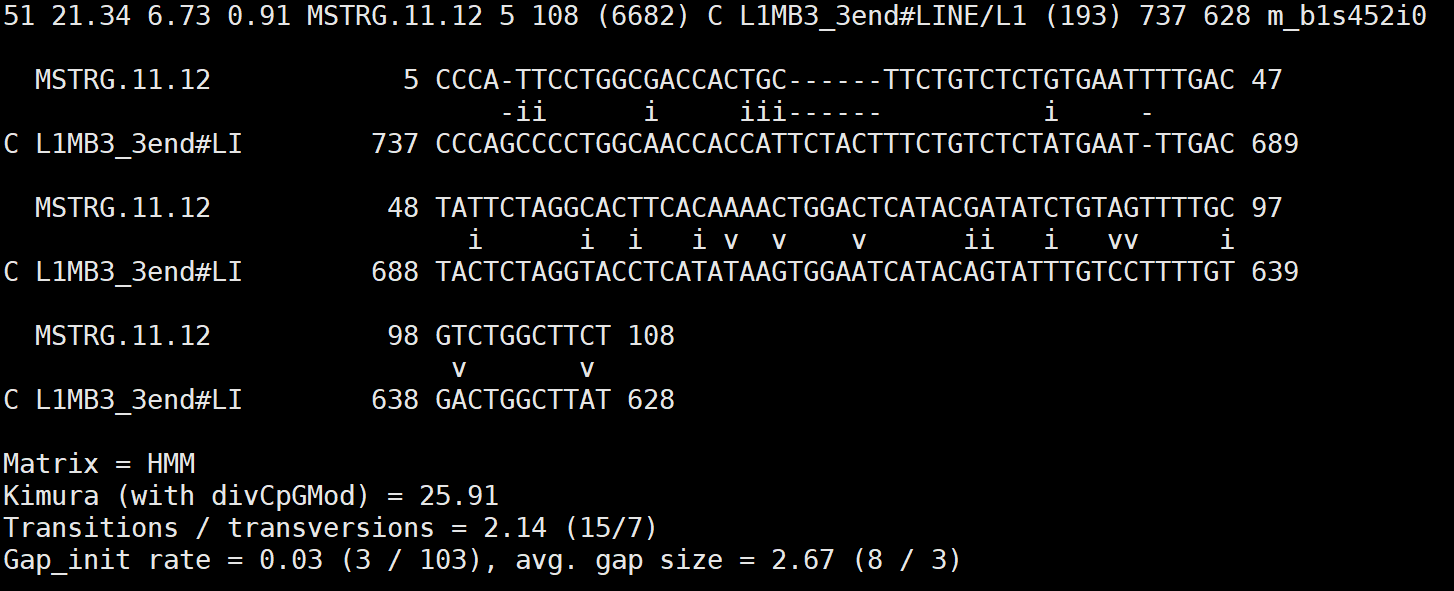 51 21.34 6.73 0.91 MSTRG.11.12 5 108 (6682) C L1MB3_3end#LINE/L1 (193) 737 628 m_b1s452i0

  MSTRG.11.12            5 CCCA-TTCCTGGCGACCACTGC------TTCTGTCTCTGTGAATTTTGAC 47
                               -ii      i     iii------          i     -
C L1MB3_3end#LI        737 CCCAGCCCCTGGCAACCACCATTCTACTTTCTGTCTCTATGAAT-TTGAC 689

  MSTRG.11.12           48 TATTCTAGGCACTTCACAAAACTGGACTCATACGATATCTGTAGTTTTGC 97
                             i      i  i   i v  v    v      ii   i   vv     i
C L1MB3_3end#LI        688 TACTCTAGGTACCTCATATAAGTGGAATCATACAGTATTTGTCCTTTTGT 639

  MSTRG.11.12           98 GTCTGGCTTCT 108
                            v       v
C L1MB3_3end#LI        638 GACTGGCTTAT 628

Matrix = HMM
Kimura (with divCpGMod) = 25.91
Transitions / transversions = 2.14 (15/7)
Gap_init rate = 0.03 (3 / 103), avg. gap size = 2.67 (8 / 3)